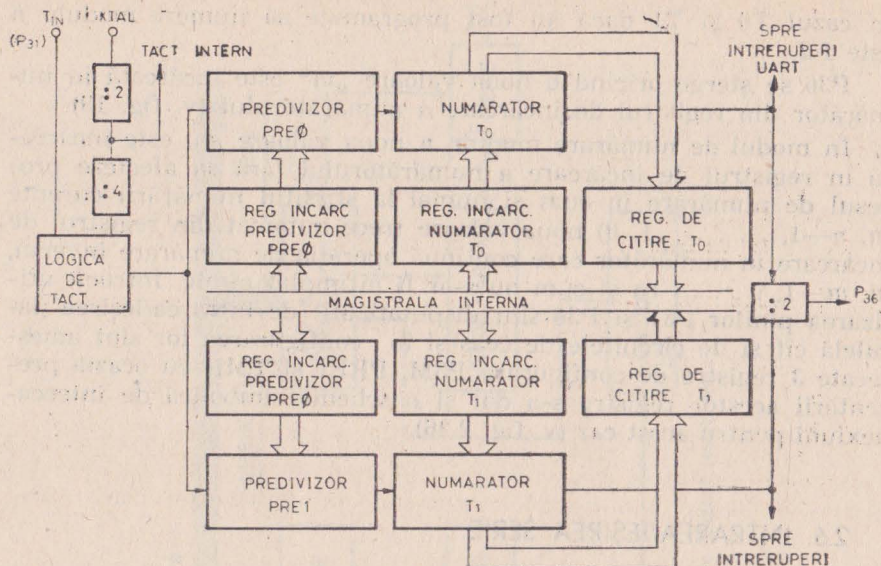 TIN
XTAL
(P31)
:2
TACT INTERN
:4
LOGICA
DE
TACT
PREDIVIZOR
PREØ
NUMARATOR
T0
SPRE
INTRERUPERI
UART
REG INCARC
PREDIVIZOR
PREØ
REG. INCARC.
NUMARATOR
T0
REG. DE
CITIRE T0
MAGISTRALA INTERNA
:2
P36
REG INCARC
PREDIVIZOR
PREØ
REG INCARC.
NUMARATOR
T1
REG DE
CITIRE T1
PREDIVIZOR
PRE1
NUMARATOR
T1
SPRE
INTRERUPERI